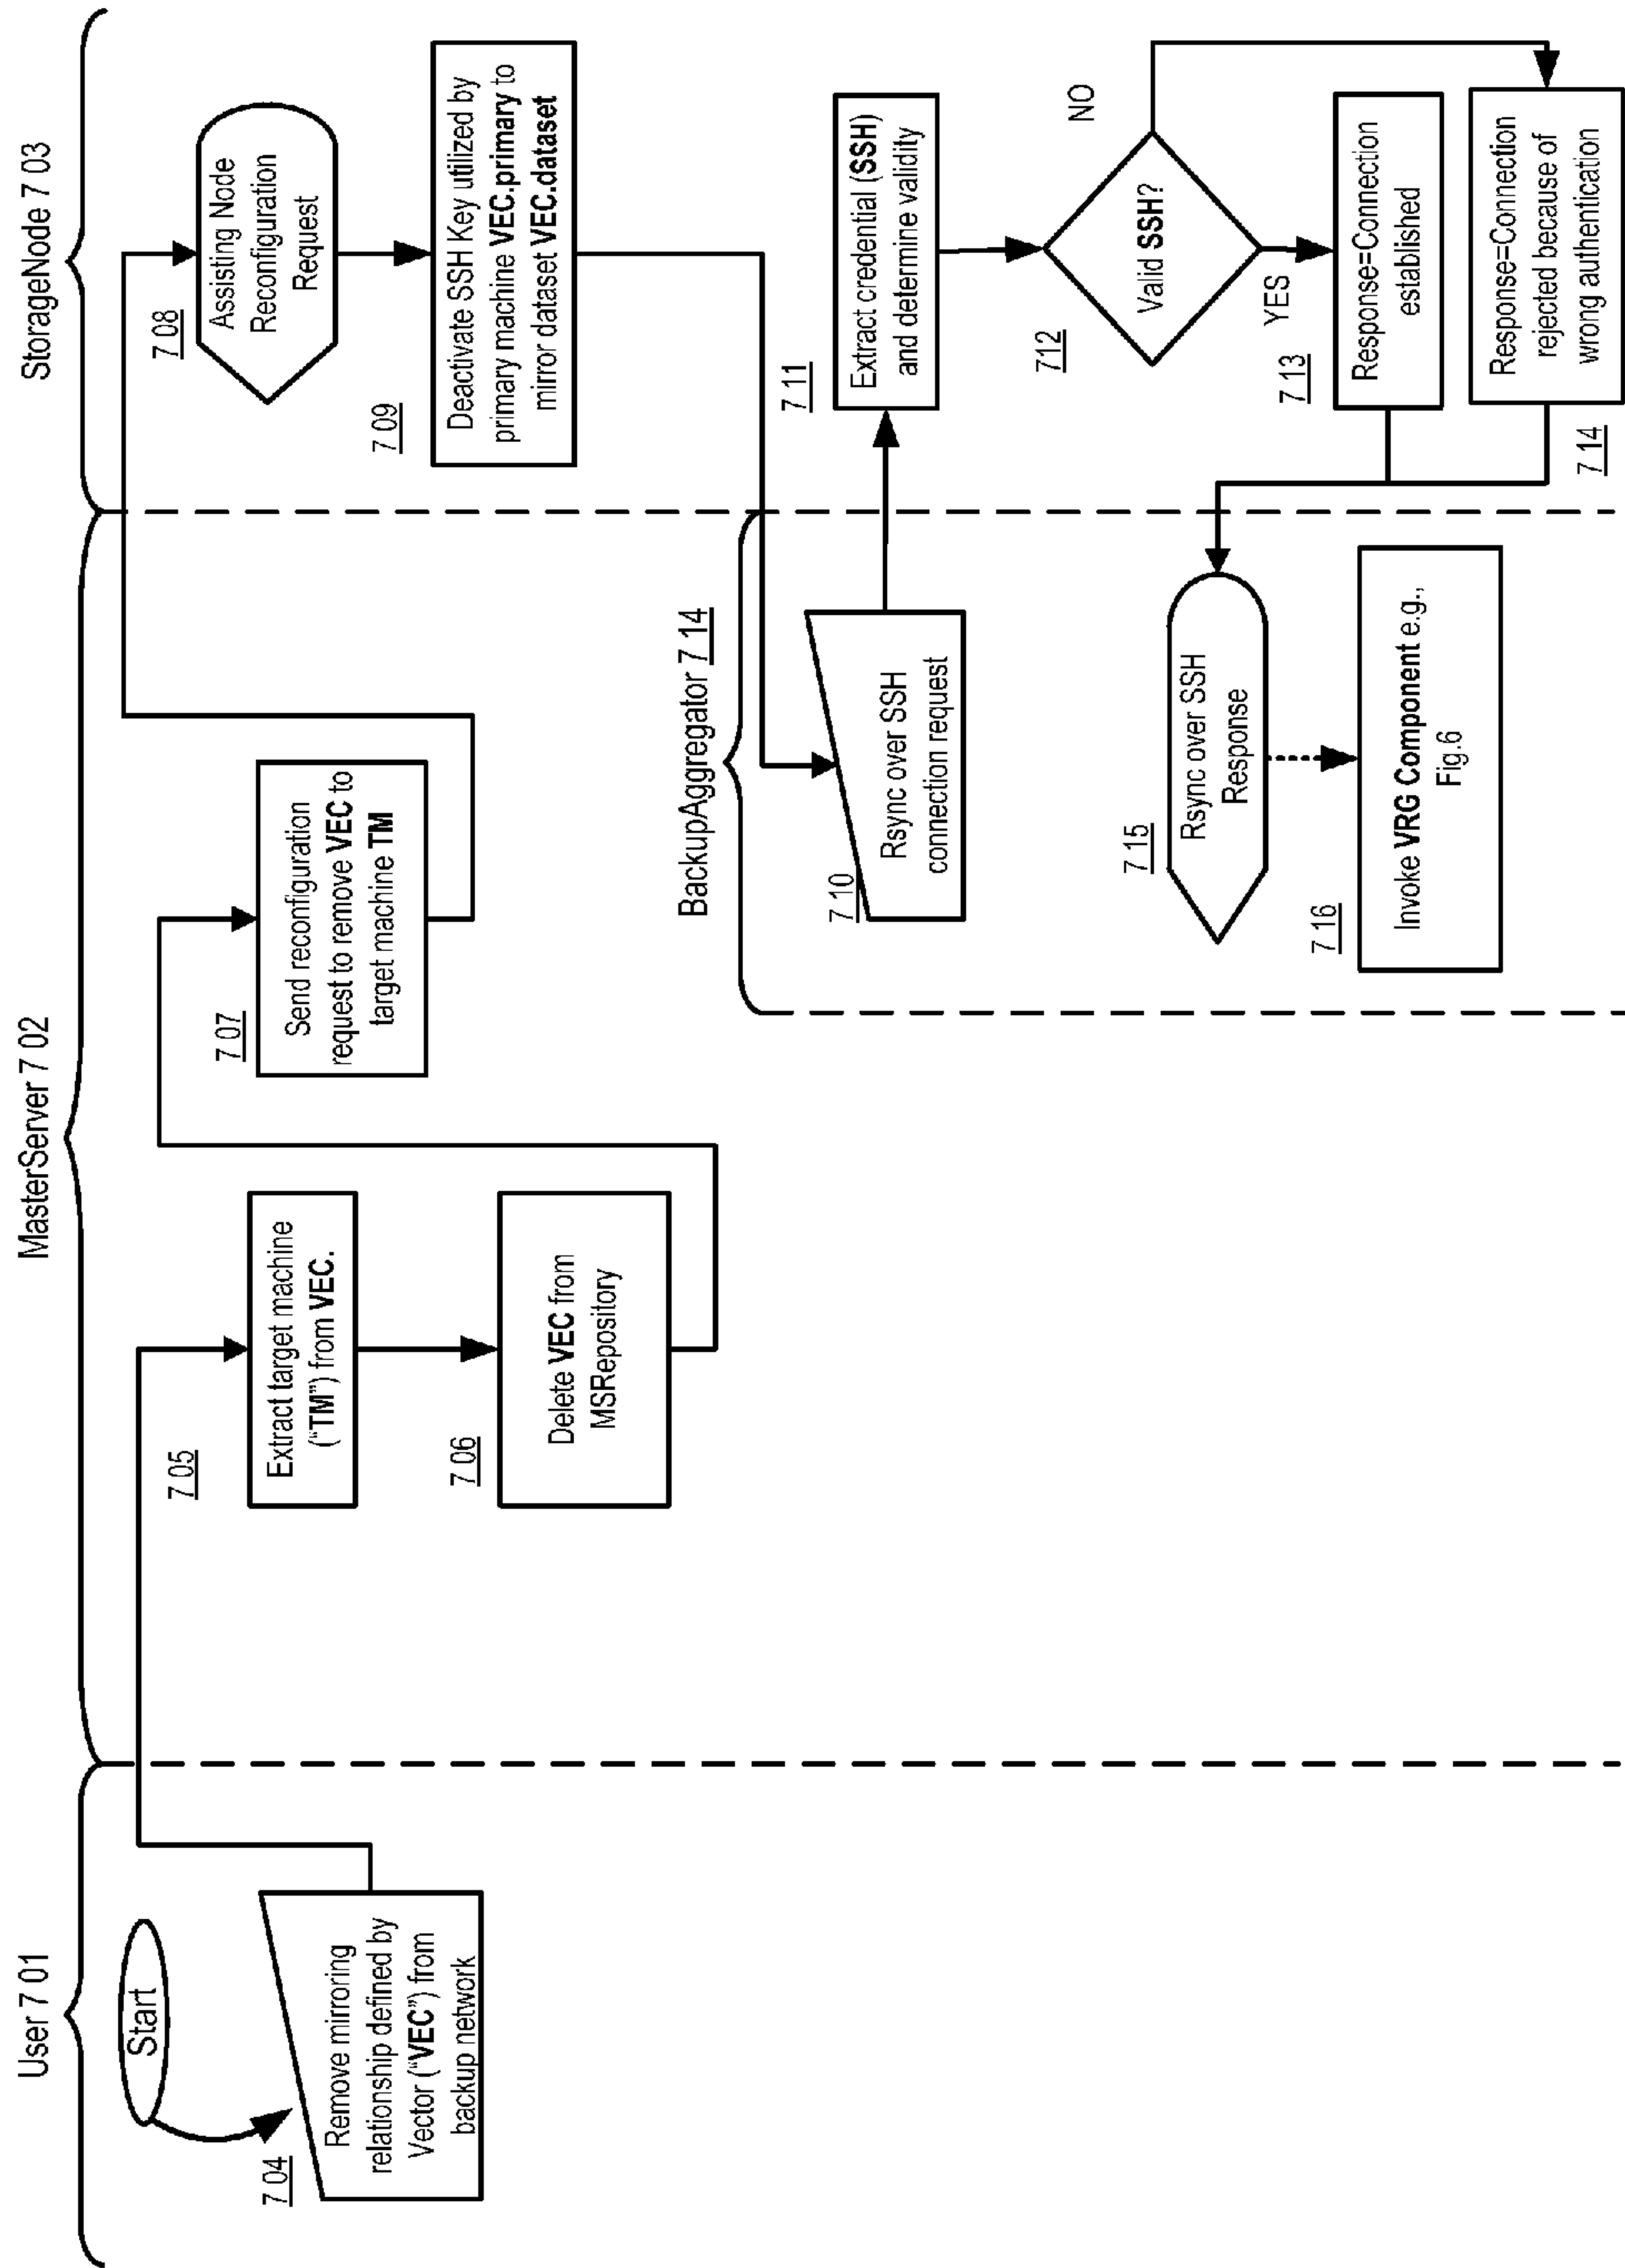 User 7 01
MasterServer 7 02
StorageNode 7 03
Start
7 04
Remove mirroring
relationship defined by
Vector (“VEC”) from
backup network
7 05
Extract target machine
(“TM”) from VEC.
7 06
Delete VEC from
MSRepository
7 07
Send reconfiguration
request to remove VEC to
target machine TM
7 08
Assisting Node
Reconfiguration
Request
7 09
Deactivate SSH Key utilized by
primary machine VEC.primary to
mirror dataset VEC.dataset
BackupAggregator 7 14
7 10
Rsync over SSH
connection request
7 11
Extract credential (SSH)
and determine validity
712
Valid SSH?
NO
YES
7 13
Response=Connection
established
7 14
Response=Connection
rejected because of
wrong authentication
7 15
Rsync over SSH
Response
7 16
Invoke VRG Component e.g.,
Fig.6